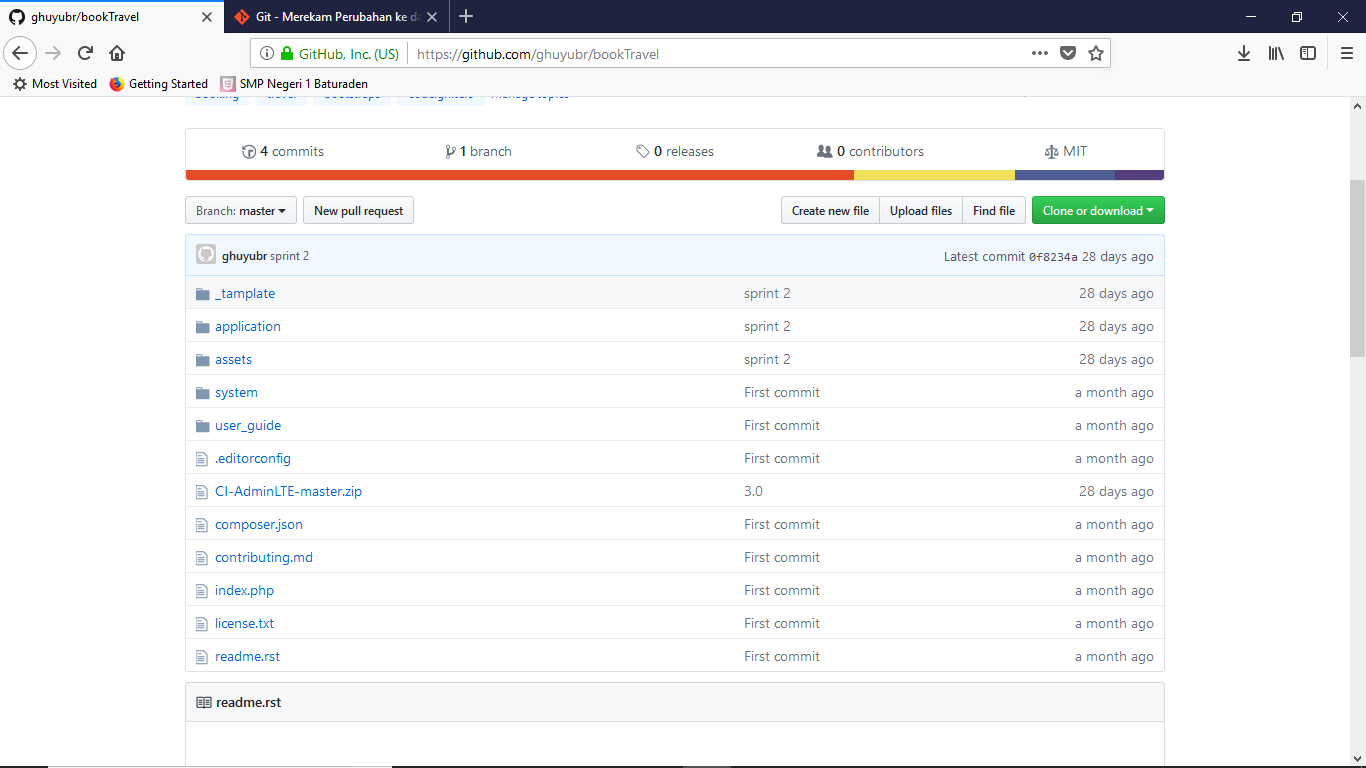 ghuyubr/bookTravel
Git - Merekam Perubahan ke da
GitHub, Inc. (US) https://github.com/ghuyubr/bookTravel
Most Visited Getting Started SMP Negeri 1 Baturaden
4 commits 1 branch 0 releases 0 contributors MIT
Branch: master New pull request Create new file Upload files Find file Clone or download
ghuyubr sprint 2 Latest commit 0f8234a 28 days ago
_tamplate sprint 2 28 days ago
application sprint 2 28 days ago
assets sprint 2 28 days ago
system First commit a month ago
user_guide First commit a month ago
.editorconfig First commit a month ago
CI-AdminLTE-master.zip 3.0 28 days ago
composer.json First commit a month ago
contributing.md First commit a month ago
index.php First commit a month ago
license.txt First commit a month ago
readme.rst First commit a month ago
readme.rst